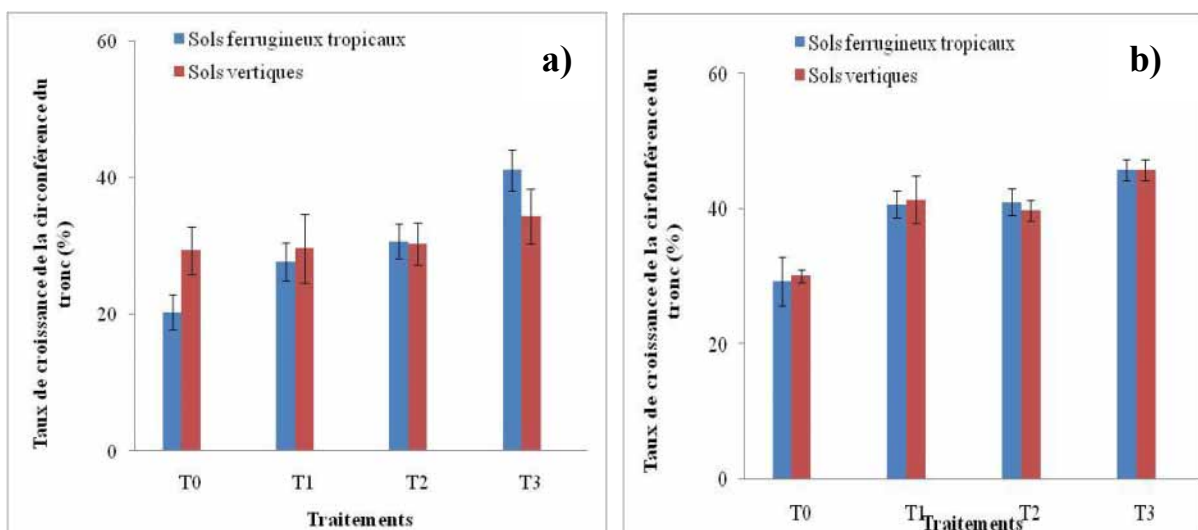 a)
Sols ferrugineux tropicaux
Sols vertiques
Taux de croissance de la circonférence du
tronc (%)
60
40
20
0
T0
T1
T2
T3
Traitements
b)
Sols ferrugineux tropicaux
Sols vertiques
Taux de croissance de la cirfonférence du
tronc (%)
60
40
20
0
T0
T1
T2
T3
Traitements